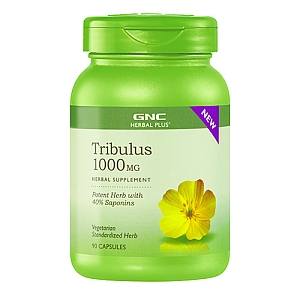 GNC
HERBAL PLUS®
NEW
Tribulus
1000MG
HERBAL SUPPLEMENT
Potent Herb with
40% Saponins
Vegetarian
Standardized Herb
90 CAPSULES